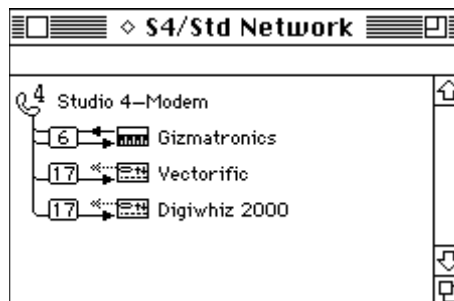 ◇ S4/Std Network
4 Studio 4-Modem
6 Gizmatronics
17 Vectorific
17 Digiwhiz 2000